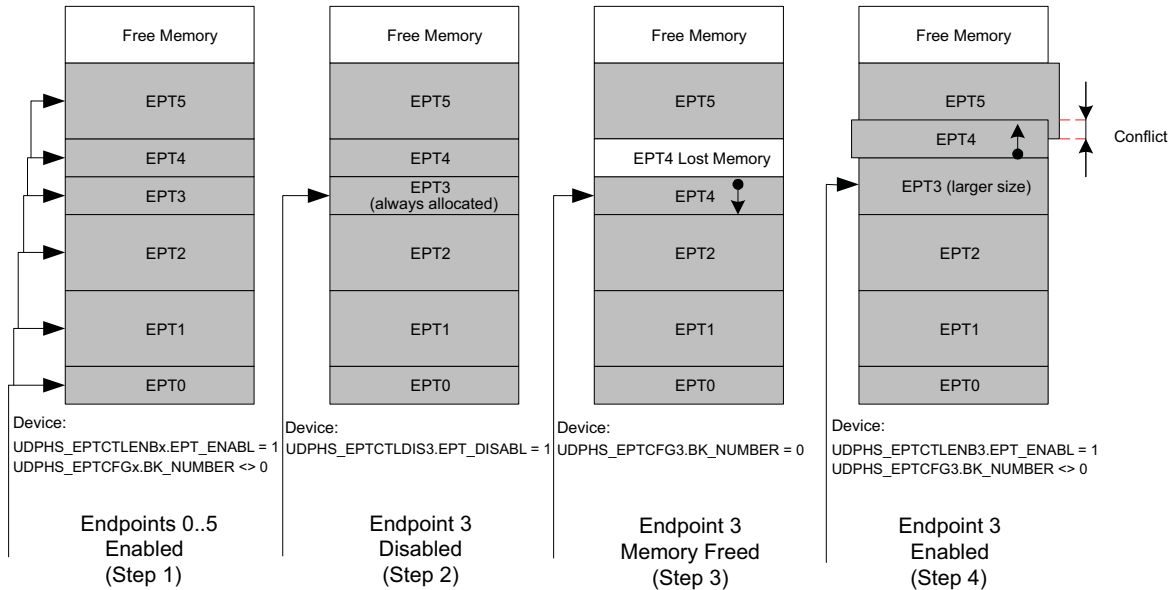 Free Memory
EPT5
EPT4
EPT3
EPT2
EPT1
EPT0
Device:
UDPHS_EPTCTLENBx.EPT_ENABL = 1
UDPHS_EPTCFGx.BK_NUMBER <> 0
Endpoints 0..5
Enabled
(Step 1)
Free Memory
EPT5
EPT4
EPT3
(always allocated)
EPT2
EPT1
EPT0
UDPHS_EPTCTLDIS3.EPT_DISABL = 1
Endpoint 3
Disabled
(Step 2)
Free Memory
EPT5
EPT4 Lost Memory
EPT4
EPT2
EPT1
EPT0
Device:
UDPHS_EPTCFG3.BK_NUMBER = 0
Endpoint 3
Memory Freed
(Step 3)
Free Memory
EPT5
EPT4
Conflict
EPT3 (larger size)
EPT2
EPT1
EPT0
Device:
UDPHS_EPTCTLENB3.EPT_ENABL = 1
UDPHS_EPTCFG3.BK_NUMBER <> 0
Endpoint 3
Enabled
(Step 4)
Device: